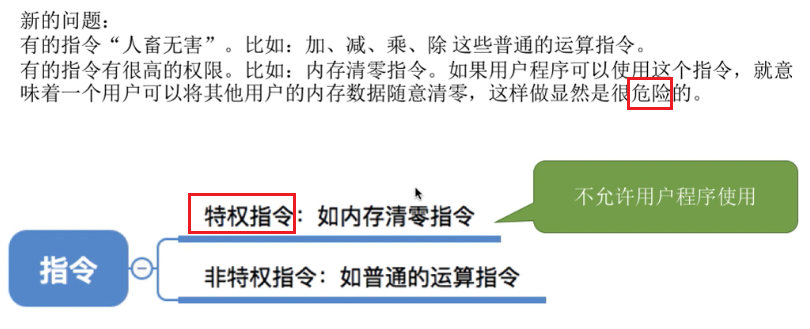 新的问题：
有的指令“人畜无害”。比如：加、减、乘、除 这些普通的运算指令。
有的指令有很高的权限。比如：内存清零指令。如果用户程序可以使用这个指令，就意
味着一个用户可以将其他用户的内存数据随意清零，这样做显然是很危险的。
不允许用户程序使用
特权指令：如内存清零指令
指令
非特权指令：如普通的运算指令